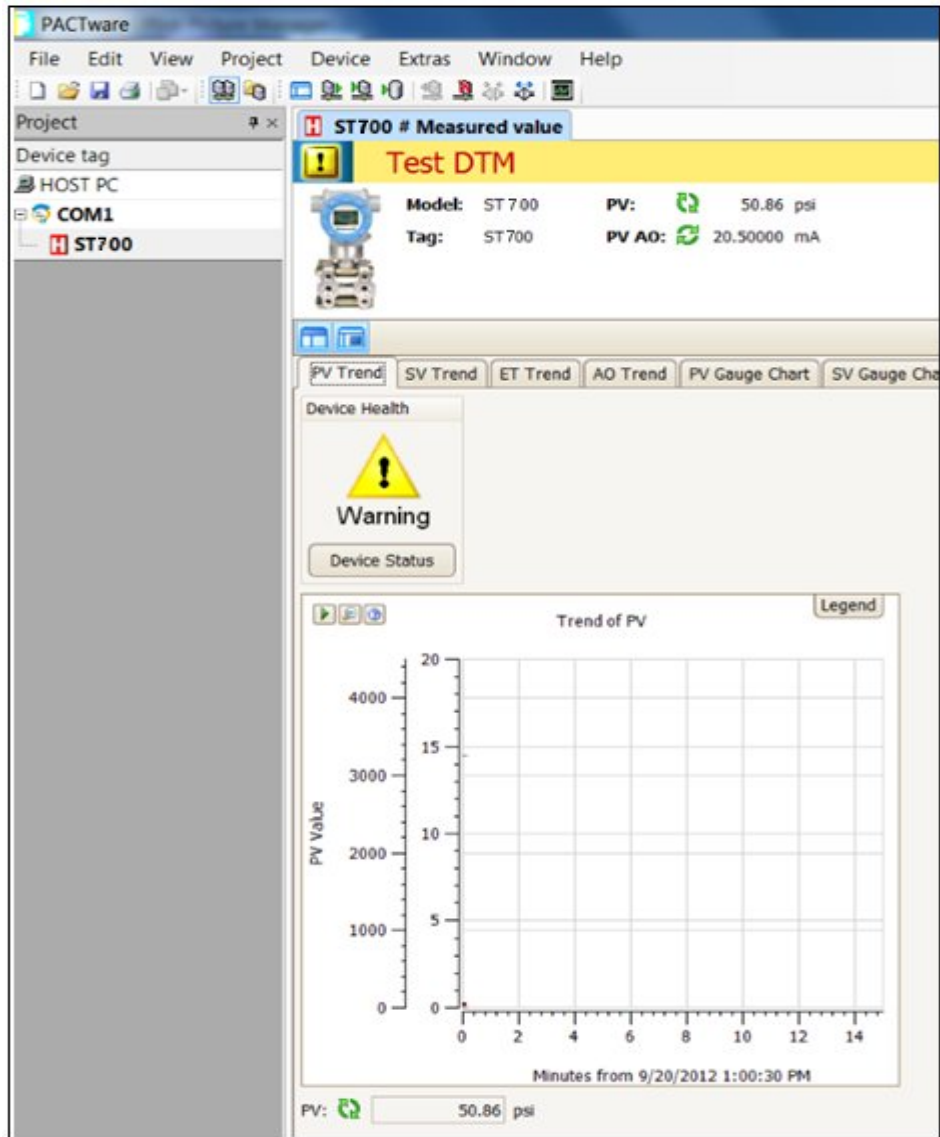 PACTware
File Edit View Project Device Extras Window Help
Project
Device tag
HOST PC
COM1
ST700
ST700 # Measured value
Test DTM
Model: ST700 PV: 50.86 psi
Tag: ST700 PV AO: 20.50000 mA
PV Trend SV Trend ET Trend AO Trend PV Gauge Chart SV Gauge Cha
Device Health
Warning
Device Status
Legend
Trend of PV
PV Value
4000
3000
2000
1000
0
20
15
10
5
0
0 2 4 6 8 10 12 14
Minutes from 9/20/2012 1:00:30 PM
PV: 50.86 psi